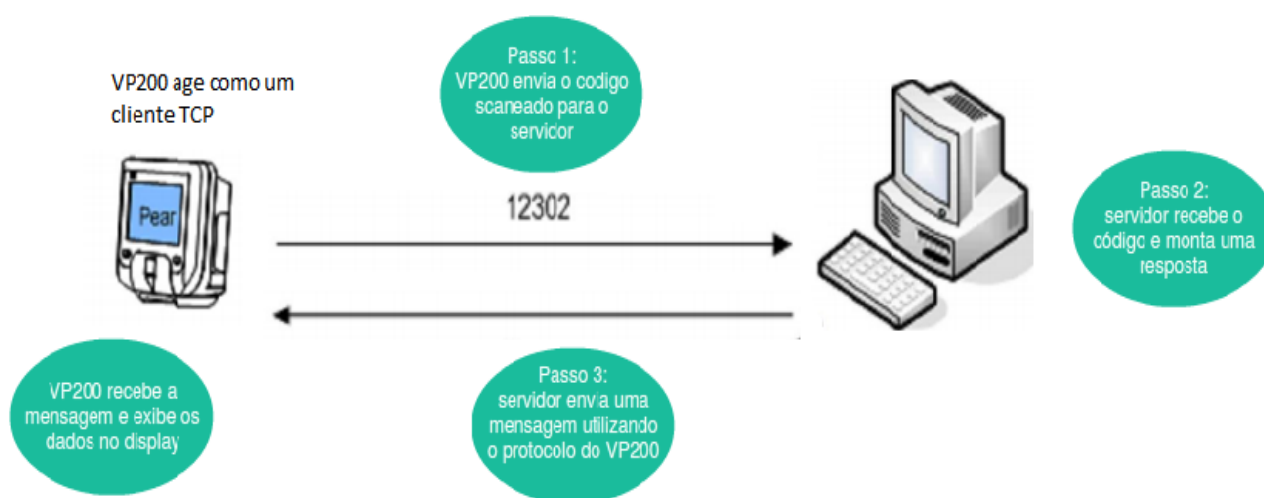 VP200 age como um
cliente TCP
Pear
Passo 1:
VP200 envia o codigo
scaneado para o
servidor
12302
Passo 2:
servidor recebe o
código e monta uma
resposta
Passo 3:
servidor envia uma
mensagem utilizando
o protocolo do VP200
VP200 recebe a
mensagem e exibe os
dados no display